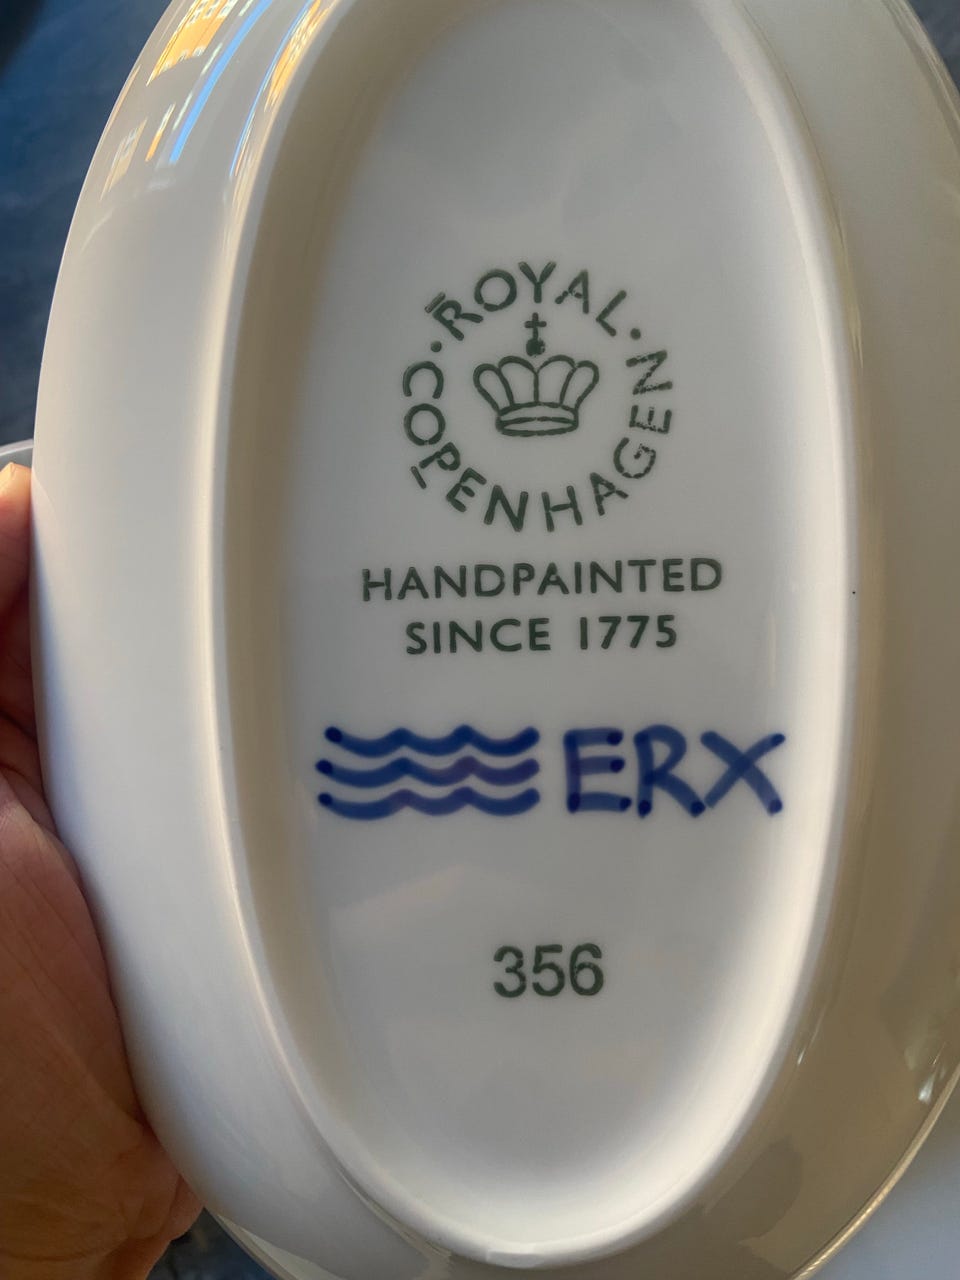 ROYAL
COPENHAGEN
HANDPAINTED
SINCE 1775
ERX
356